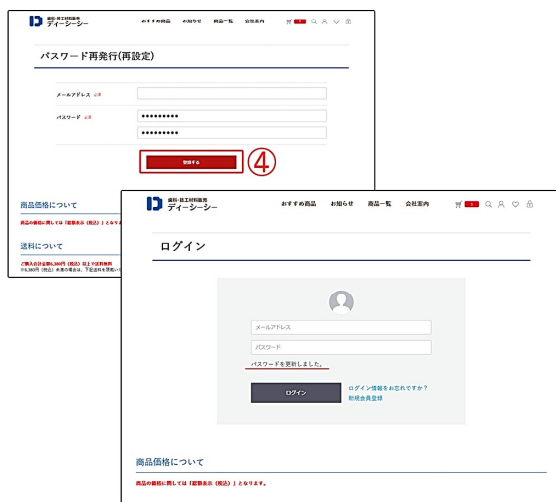 歯科・技工材料販売
ディーシーシー
おすすめ商品 お知らせ 商品一覧 会社案内
パスワード再発行(再設定)
メールアドレス 必須
パスワード 必須
登録する
④
商品価格について
商品の価格に関しては「総額表示（税込）」となりま
送料について
ご購入合計金額5,380円（税込）以上で送料無料
歯科・技工材料販売
ディーシーシー
おすすめ商品 お知らせ 商品一覧 会社案内
ログイン
メールアドレス
パスワード
パスワードを更新しました。
ログイン
ログイン情報をお忘れですか？
新規会員登録
商品価格について
商品の価格に関しては「総額表示（税込）」となります。